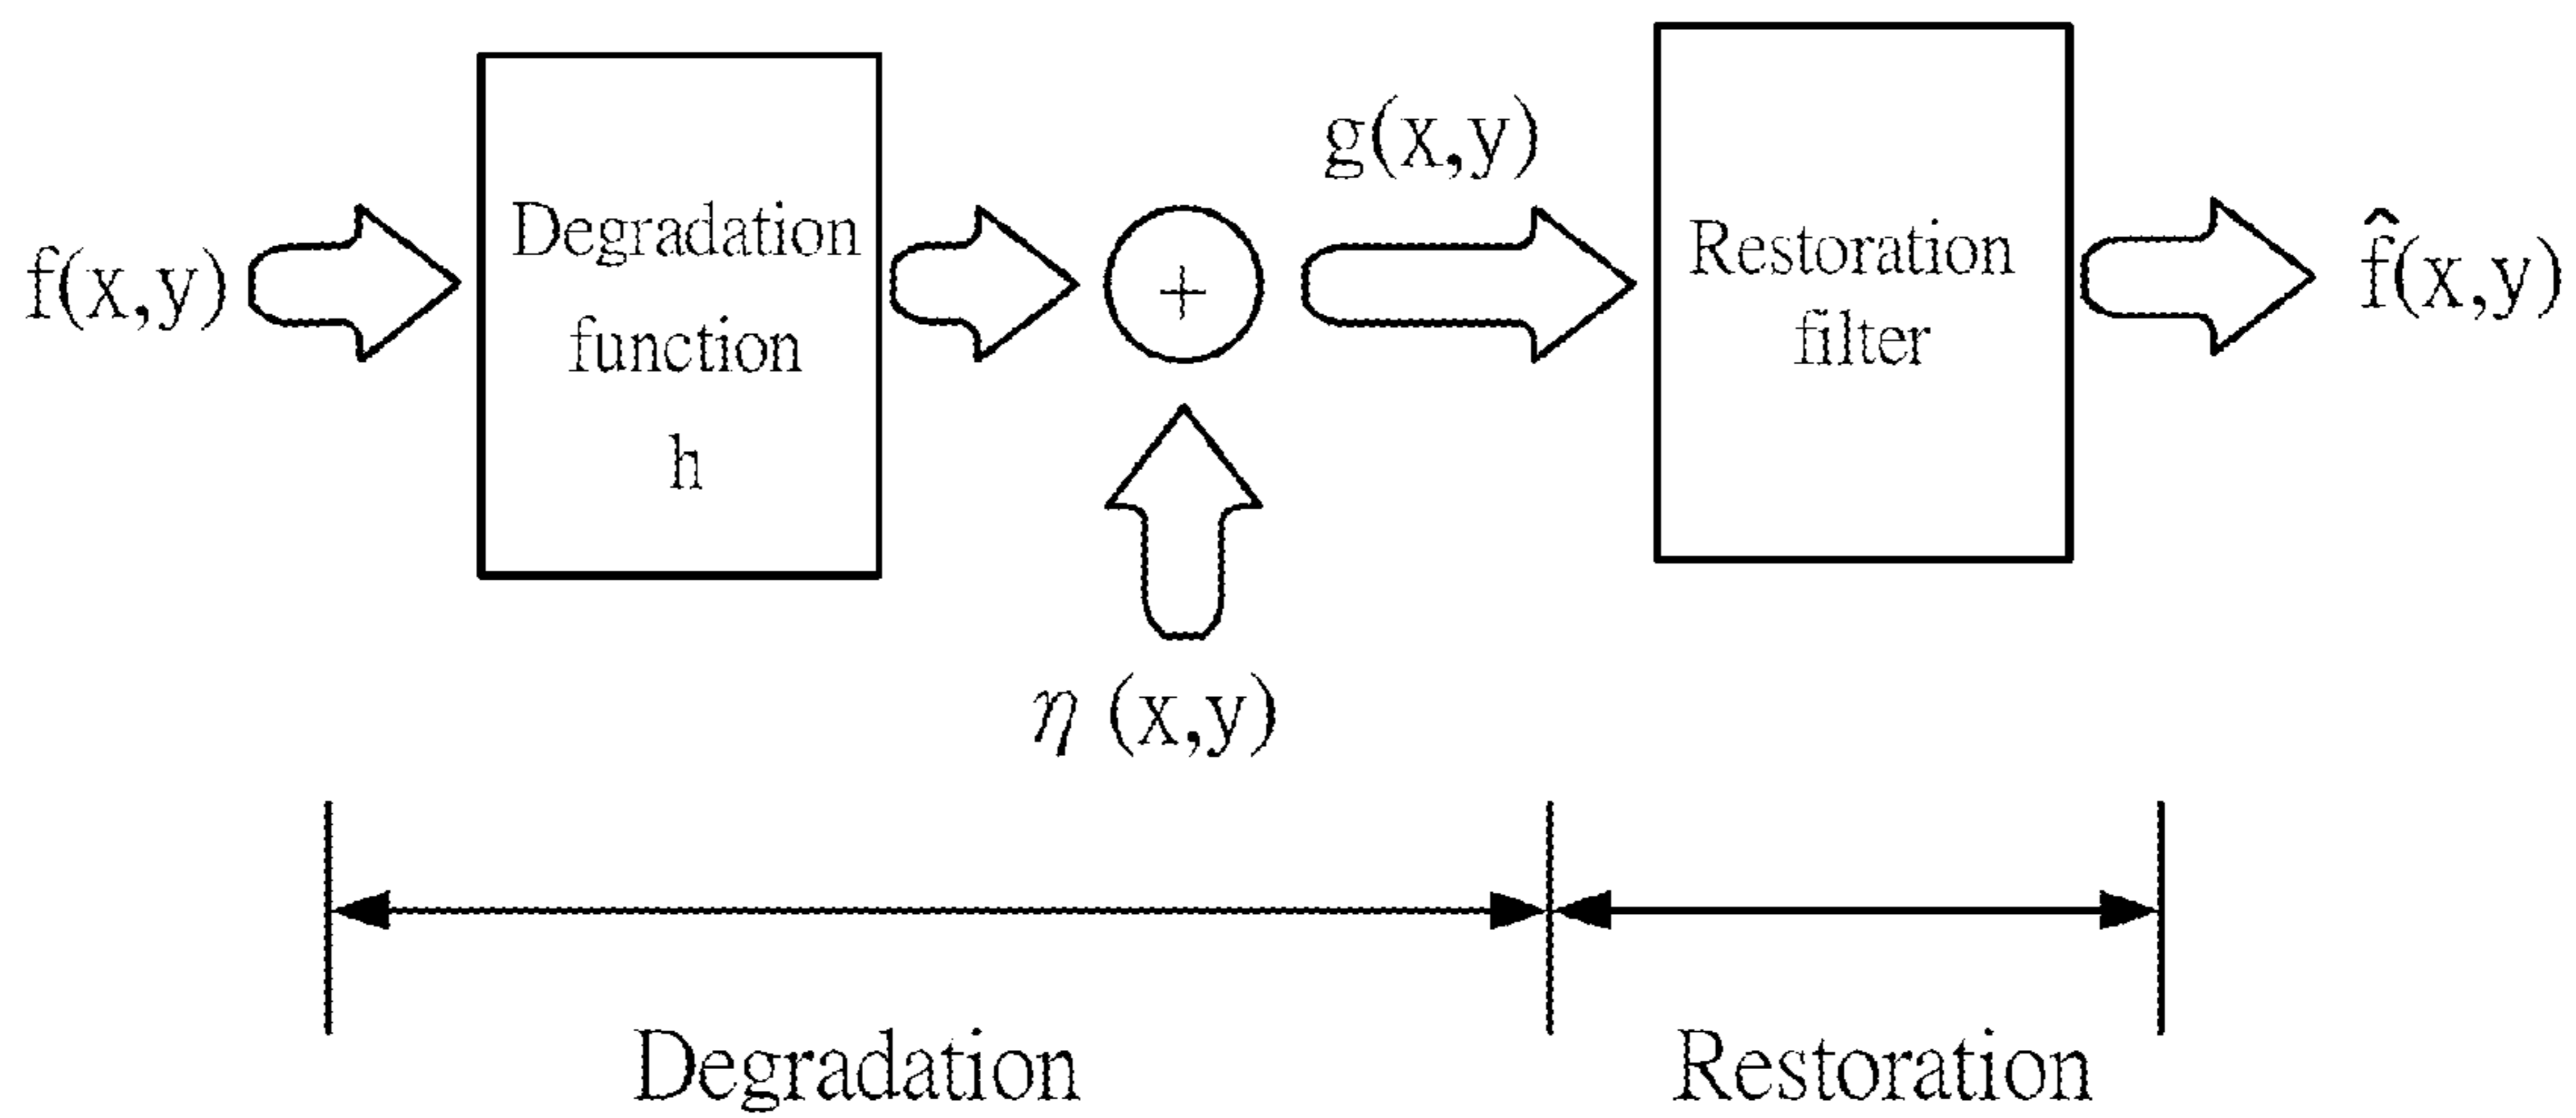 f(x,y)
Degradation
function
h
+
η (x,y)
g(x,y)
Restoration
filter
f̂(x,y)
Degradation
Restoration